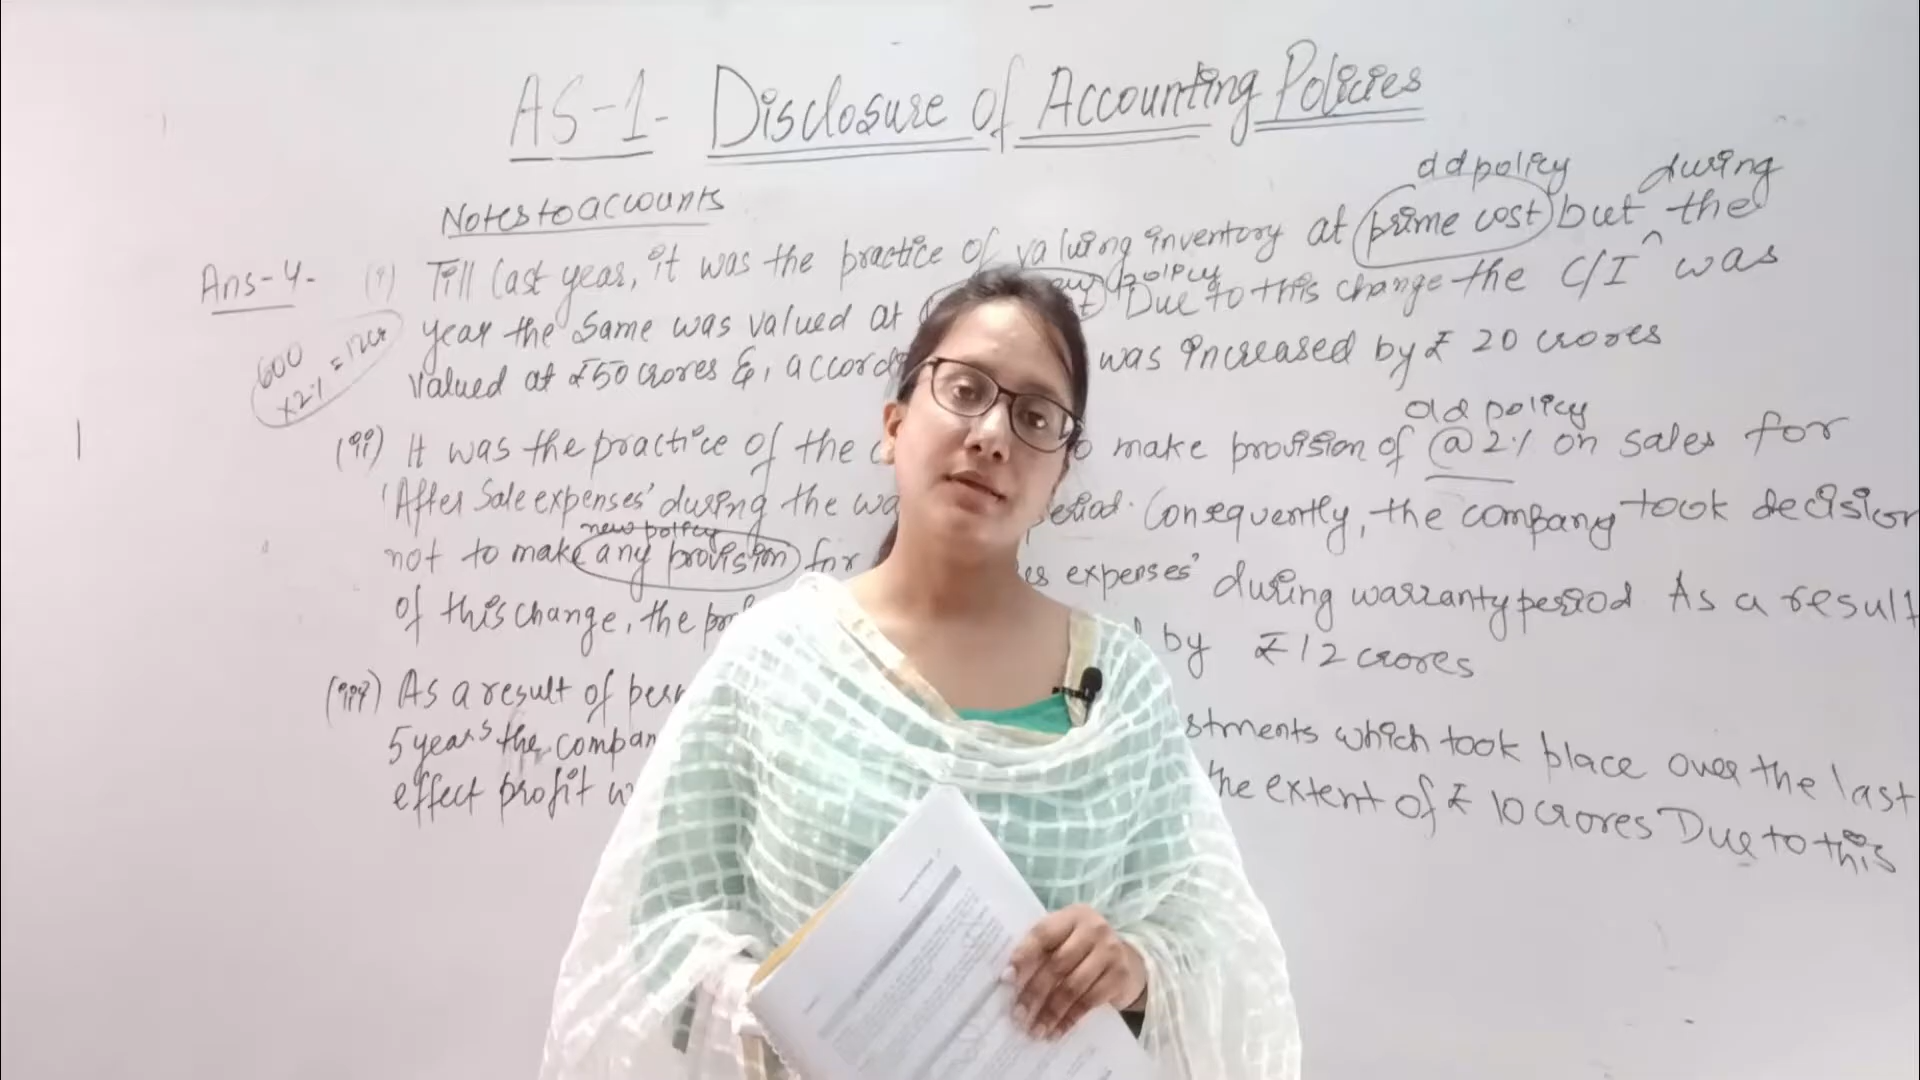 AS-1- Disclosure of Accounting Policies
old policy during
Notes to accounts
Ans-4- (i) Till last year, it was the practice of valuing inventory at prime cost but the
new policy
year the same was valued at Due to this change the C/I ^ was
600
x2% = 12cr
valued at ₹50 crores &, accord was increased by ₹ 20 crores
old policy
(ii) It was the practice of the to make provision of @2% on sales for
'After Sale expenses' during the wa period. Consequently, the company took decision
new policy
not to make any provision for es expenses' during warranty period. As a result
of this change, the prof by ₹12 crores
(iii) As a result of per stments which took place over the last
5 years the compan the extent of ₹ 10 crores Due to this
effect profit w